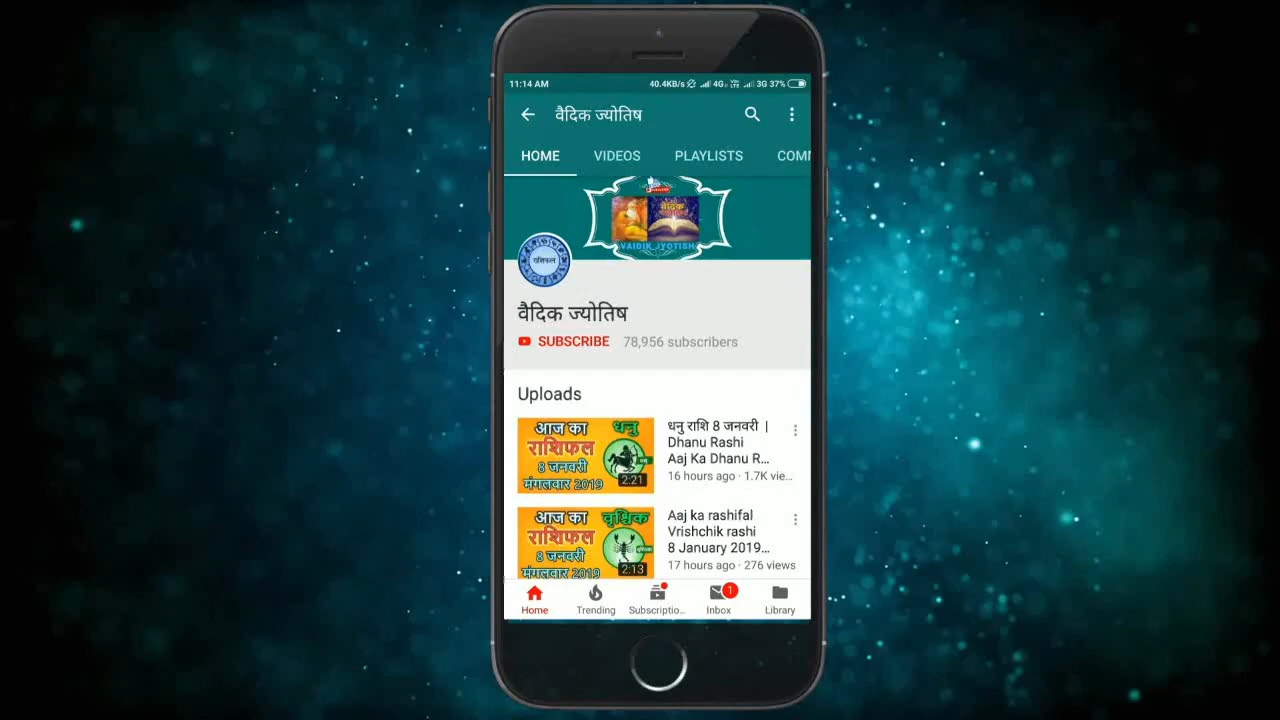 11:14 AM
40.4KB/s 4G VoLTE 3G 37%
वैदिक ज्योतिष
HOME VIDEOS PLAYLISTS COMM
वैदिक
VAIDIK JYOTISH
राशिफल
वैदिक ज्योतिष
SUBSCRIBE 78,956 subscribers
Uploads
आज का धनु
राशिफल
8 जनवरी
मंगलवार 2019
2:21
धनु राशि 8 जनवरी |
Dhanu Rashi
Aaj Ka Dhanu R...
16 hours ago · 1.7K vie...
आज का वृश्चिक
राशिफल
8 जनवरी
मंगलवार 2019
2:13
Aaj ka rashifal
Vrishchik rashi
8 January 2019...
17 hours ago · 276 views
1
Home Trending Subscriptio... Inbox Library